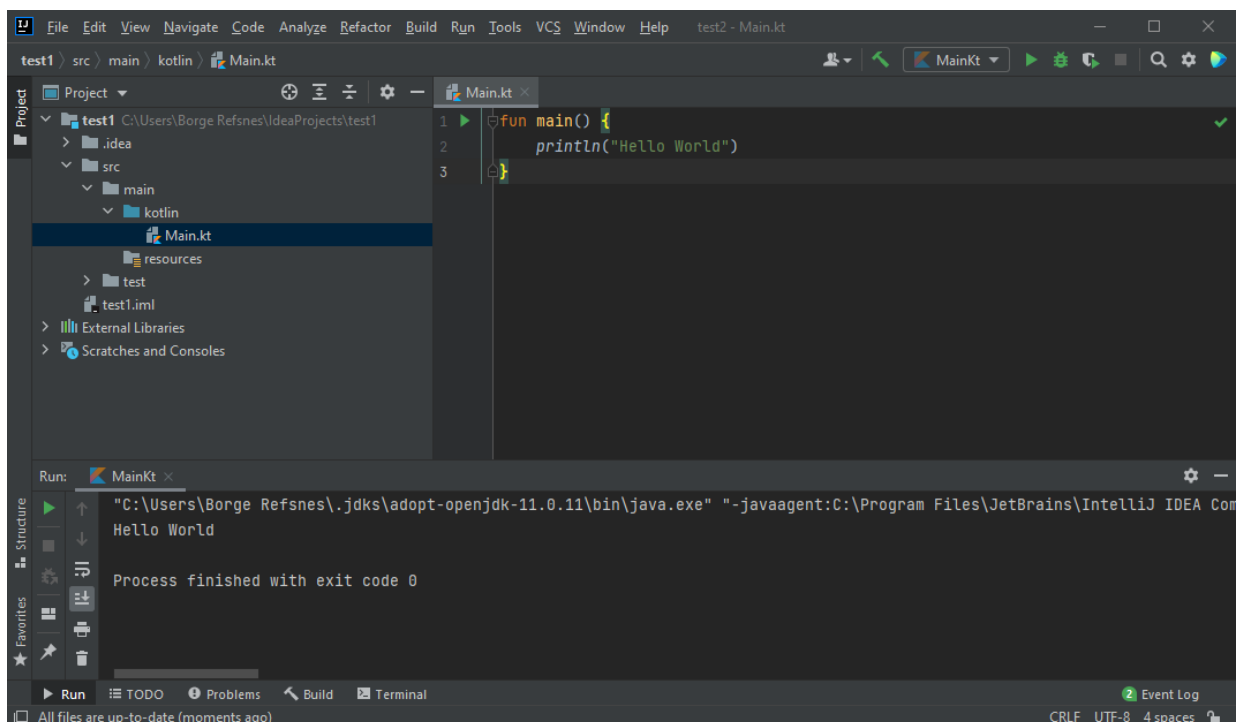 File Edit View Navigate Code Analyze Refactor Build Run Tools VCS Window Help test2 - Main.kt
test1 src main kotlin Main.kt MainKt
Project Project Main.kt
test1 C:\Users\Borge Refsnes\IdeaProjects\test1
.idea
src
main
kotlin
Main.kt
resources
test
test1.iml
External Libraries
Scratches and Consoles
1 fun main() {
2 println("Hello World")
3 }
Run: MainKt
"C:\Users\Borge Refsnes\.jdks\adopt-openjdk-11.0.11\bin\java.exe" "-javaagent:C:\Program Files\JetBrains\IntelliJ IDEA Com
Hello World
Process finished with exit code 0
Structure
Favorites
Run TODO Problems Build Terminal 2 Event Log
All files are up-to-date (moments ago) CRLF UTF-8 4 spaces